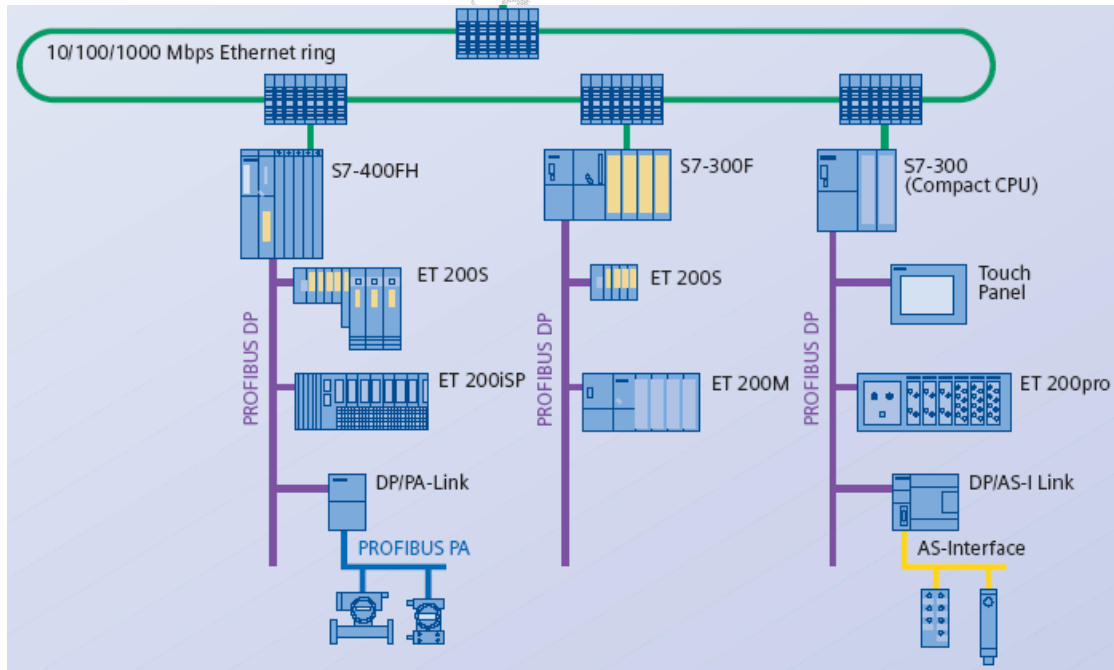 10/100/1000 Mbps Ethernet ring
S7-400FH
S7-300F
S7-300
(Compact CPU)
ET 200S
ET 200S
Touch
Panel
PROFIBUS DP
PROFIBUS DP
PROFIBUS DP
ET 200iSP
ET 200M
ET 200pro
DP/PA-Link
DP/AS-I Link
PROFIBUS PA
AS-Interface